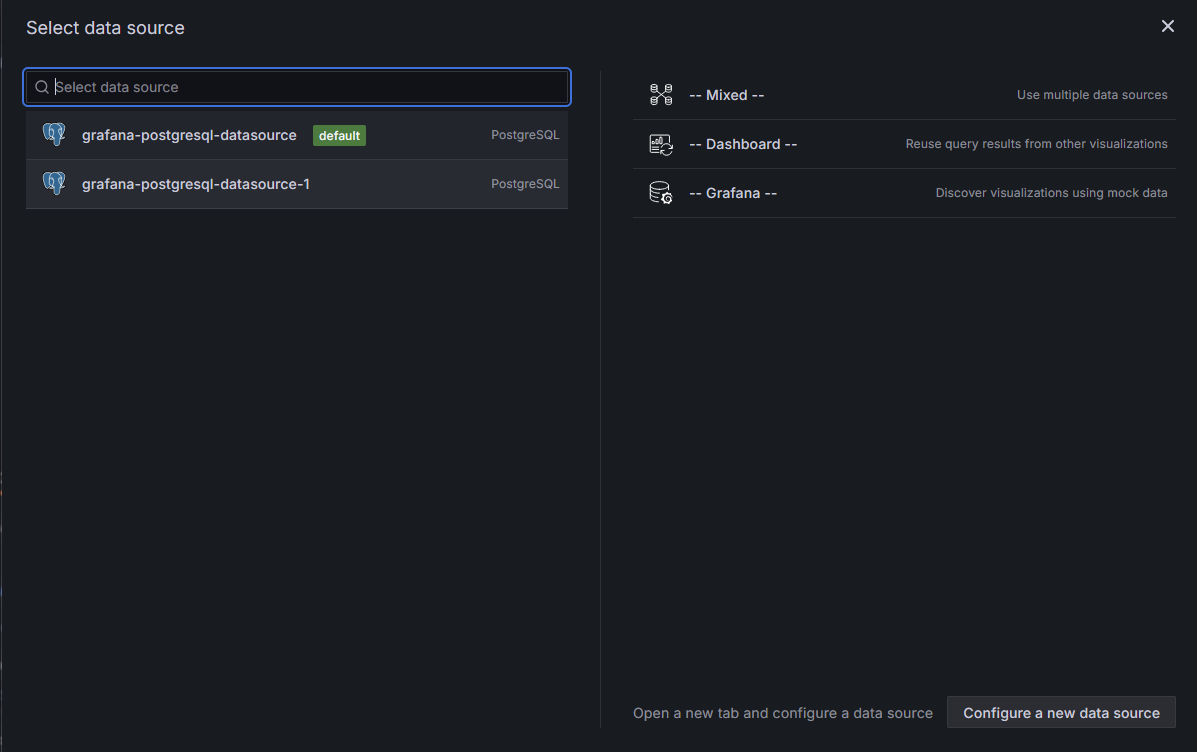 Select data source
Select data source
grafana-postgresql-datasource default PostgreSQL
grafana-postgresql-datasource-1 PostgreSQL
-- Mixed -- Use multiple data sources
-- Dashboard -- Reuse query results from other visualizations
-- Grafana -- Discover visualizations using mock data
Open a new tab and configure a data source Configure a new data source